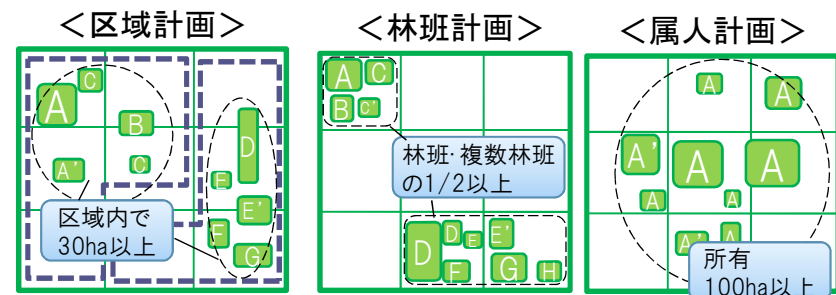 ＜区域計画＞
A
C
B
A'
C
D
E
E'
F
G
区域内で
30ha以上
＜林班計画＞
A
C
B
C'
林班・複数林班
の1/2以上
D
D
E
E'
F
G
H
＜属人計画＞
A
A
A'
A
A
A
A
A'
A
所有
100ha以上